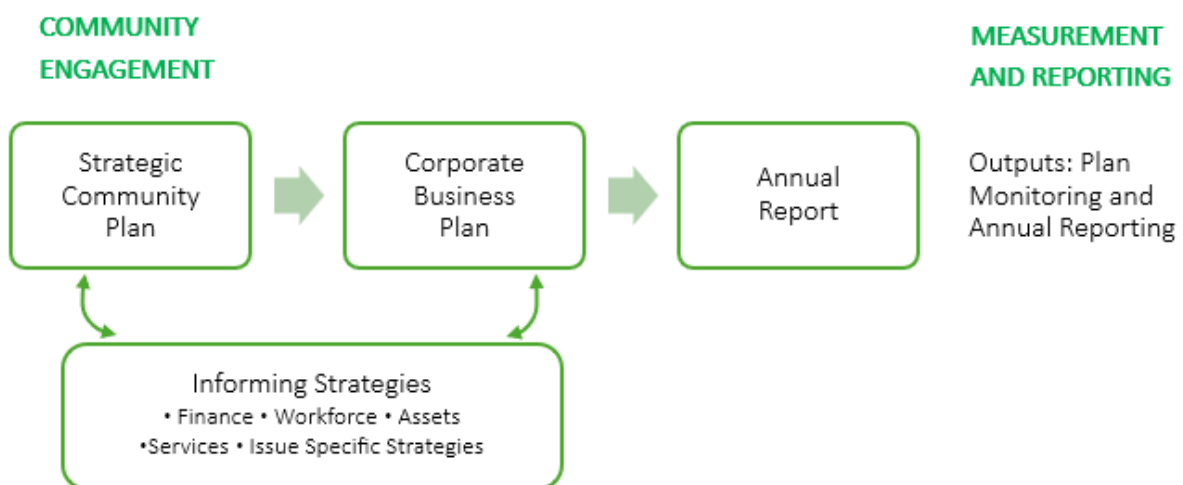 COMMUNITY
ENGAGEMENT
MEASUREMENT
AND REPORTING
Strategic
Community
Plan
Corporate
Business
Plan
Annual
Report
Outputs: Plan
Monitoring and
Annual Reporting
Informing Strategies
• Finance • Workforce • Assets
•Services • Issue Specific Strategies